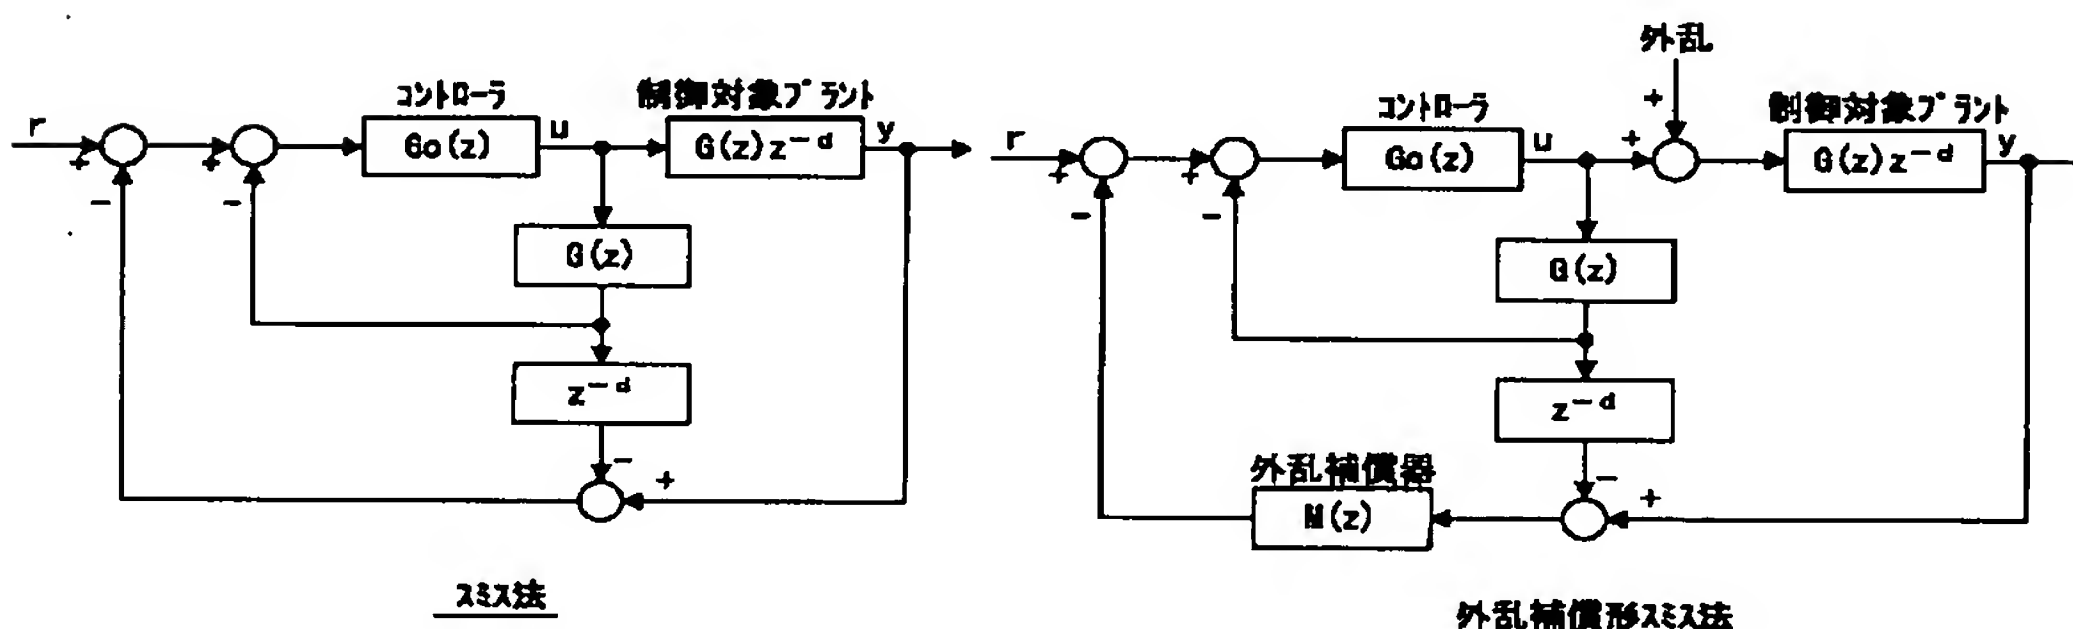 コントローラ
制御対象プラント
r
+
-
+
-
Gc(z)
u
G(z)z⁻ᵈ
y
G(z)
z⁻ᵈ
-
+
スミス法
外乱
+
コントローラ
制御対象プラント
r
+
-
+
-
Gc(z)
u
+
G(z)z⁻ᵈ
y
G(z)
z⁻ᵈ
-
+
外乱補償器
M(z)
外乱補償形スミス法